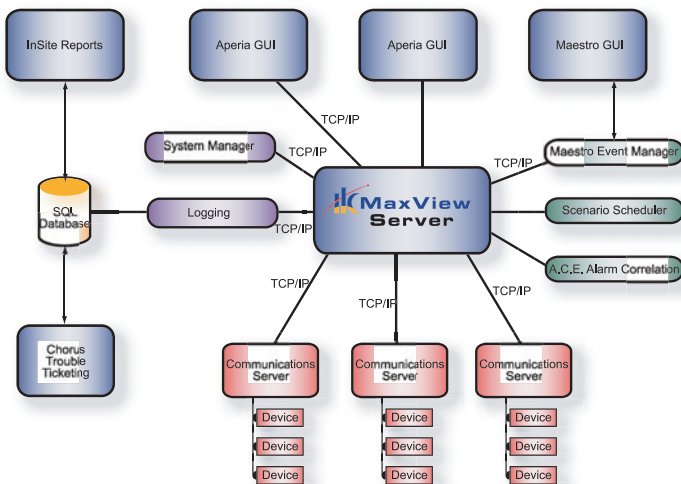 InSite Reports
Aperia GUI
Aperia GUI
Maestro GUI
TCP/IP
System Manager
TCP/IP
TCP/IP
Maestro Event Manager
SQL
Database
Logging
TCP/IP
MaxView
Server
Scenario Scheduler
A.C.E. Alarm Correlation
TCP/IP
TCP/IP
TCP/IP
Chorus
Trouble
Ticketing
Communications
Server
Communications
Server
Communications
Server
Device
Device
Device
Device
Device
Device
Device
Device
Device